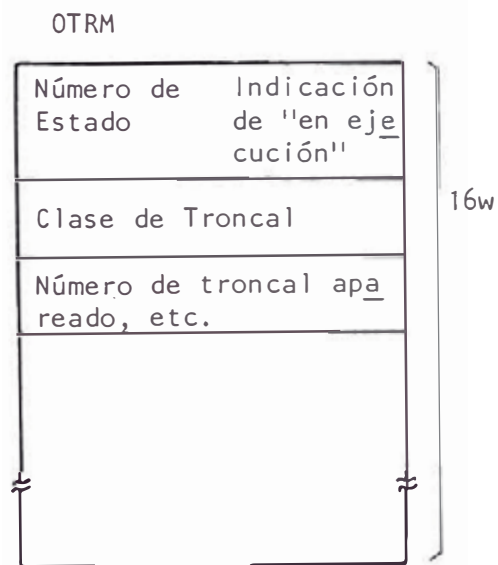 OTRM
Número de Indicación
Estado de "en eje
cución"
16w
Clase de Troncal
Número de troncal apa
reado, etc.